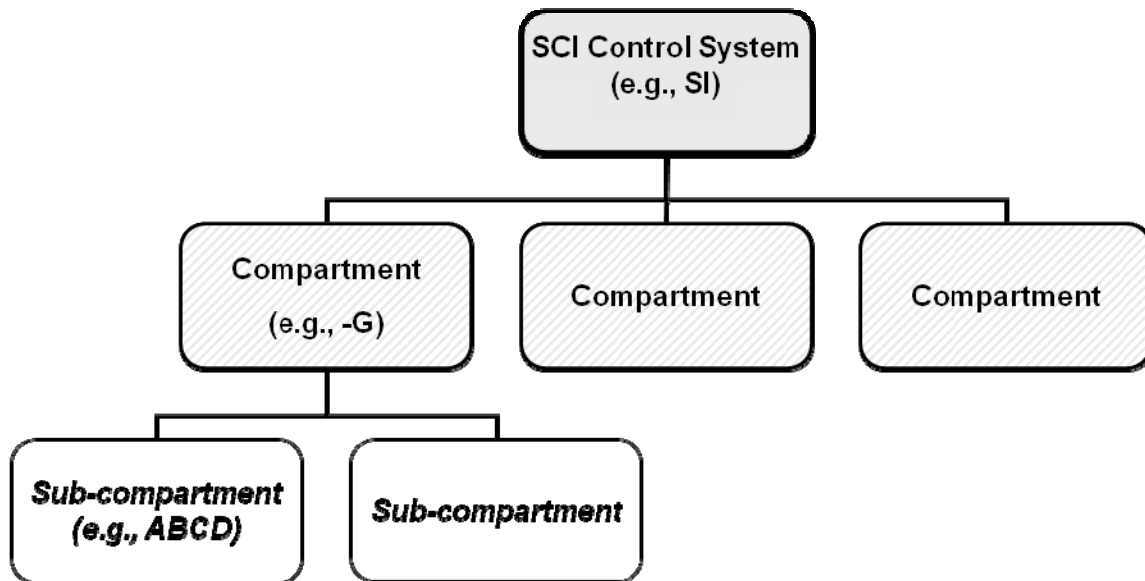 SCI Control System
(e.g., SI)
Compartment
(e.g., -G)
Compartment
Compartment
Sub-compartment
(e.g., ABCD)
Sub-compartment